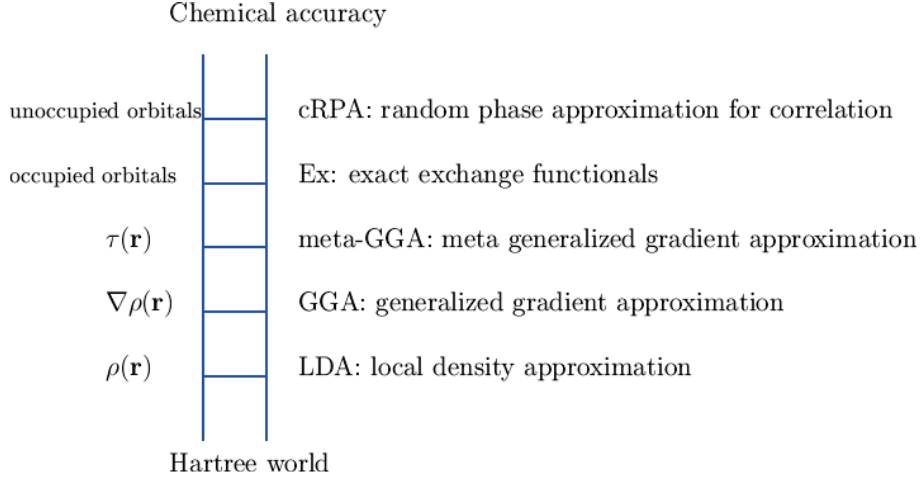 Chemical accuracy
unoccupied orbitals cRPA: random phase approximation for correlation
occupied orbitals Ex: exact exchange functionals
τ(r) meta-GGA: meta generalized gradient approximation
∇ρ(r) GGA: generalized gradient approximation
ρ(r) LDA: local density approximation
Hartree world